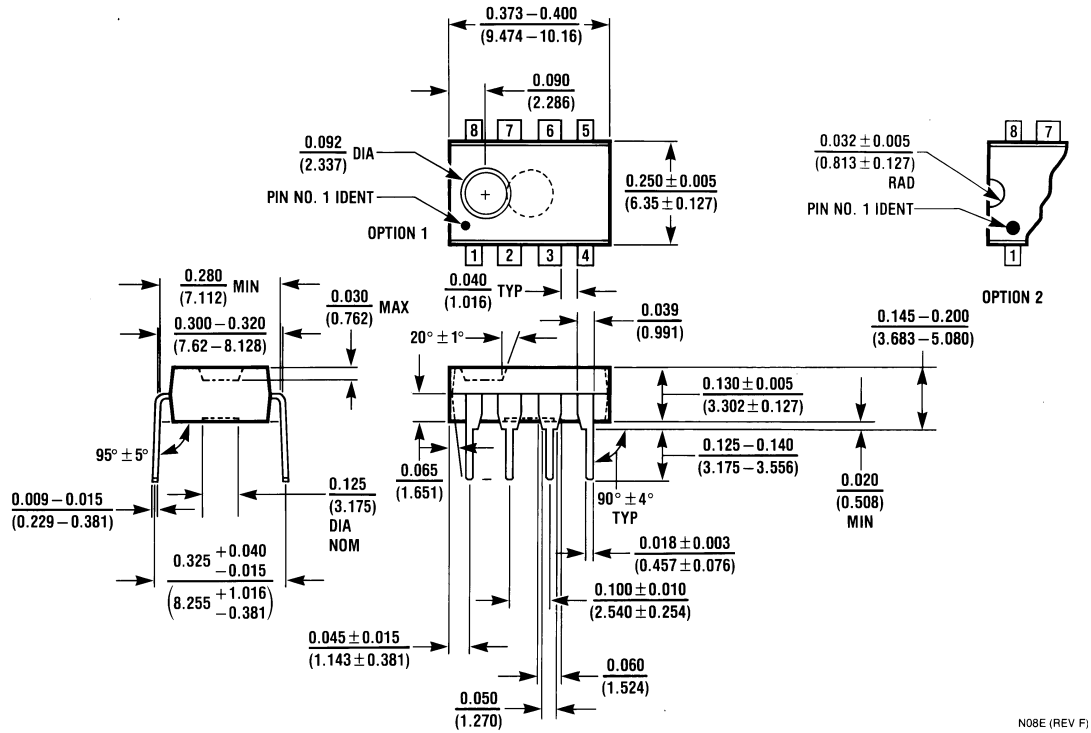 0.373 – 0.400
(9.474 – 10.16)
0.090
(2.286)
8 7 6 5
0.092 DIA
(2.337)
PIN NO. 1 IDENT
OPTION 1
1 2 3 4
0.250 ± 0.005
(6.35 ± 0.127)
8 7
0.032 ± 0.005
(0.813 ± 0.127)
RAD
PIN NO. 1 IDENT
1
OPTION 2
0.280 MIN
(7.112)
0.300 – 0.320
(7.62 – 8.128)
0.030 MAX
(0.762)
0.040 TYP
(1.016)
20° ± 1°
0.039
(0.991)
0.145 – 0.200
(3.683 – 5.080)
0.130 ± 0.005
(3.302 ± 0.127)
0.125 – 0.140
(3.175 – 3.556)
0.020
(0.508)
MIN
95° ± 5°
0.009 – 0.015
(0.229 – 0.381)
0.125
(3.175)
DIA
NOM
0.065
(1.651)
90° ± 4°
TYP
0.325 +0.040
–0.015
(8.255 +1.016
–0.381)
0.018 ± 0.003
(0.457 ± 0.076)
0.100 ± 0.010
(2.540 ± 0.254)
0.045 ± 0.015
(1.143 ± 0.381)
0.060
(1.524)
0.050
(1.270)
N08E (REV F)